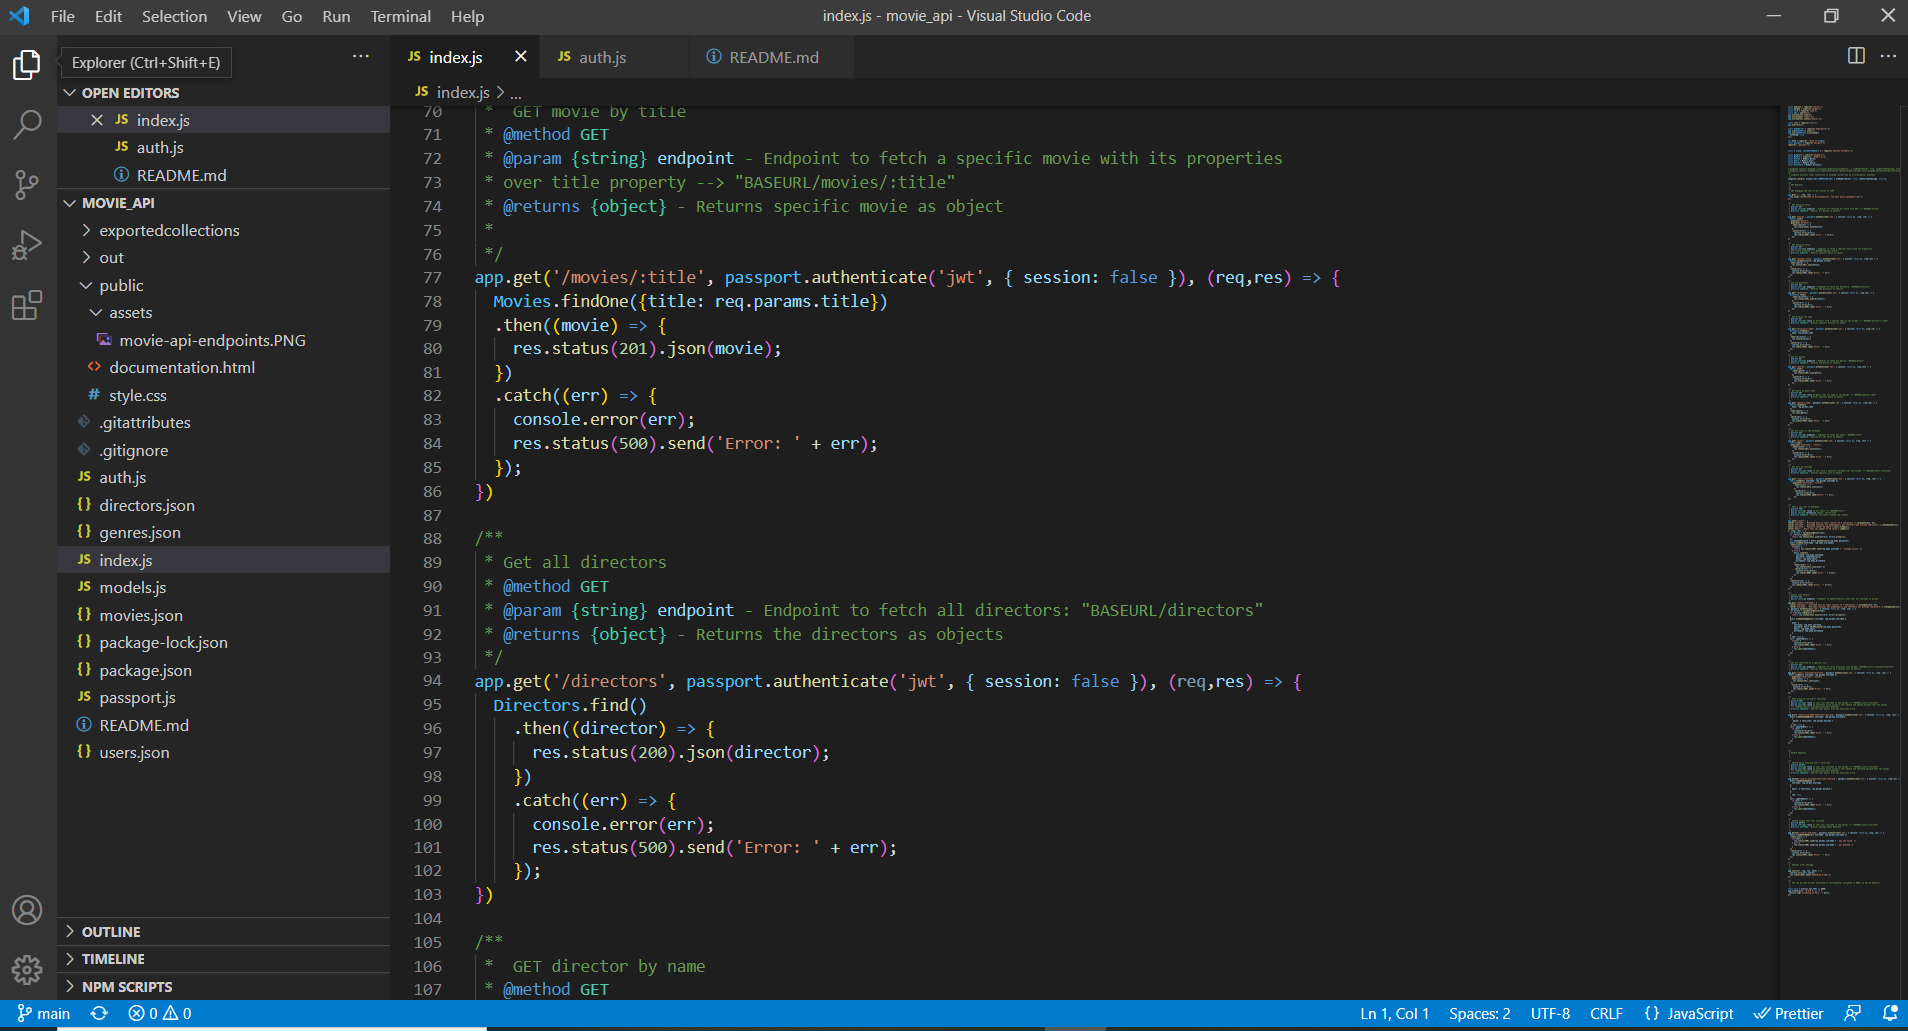 File Edit Selection View Go Run Terminal Help
index.js - movie_api - Visual Studio Code
Explorer (Ctrl+Shift+E)
JS index.js
JS auth.js
README.md
OPEN EDITORS
JS index.js
JS auth.js
README.md
MOVIE_API
exportedcollections
out
public
assets
movie-api-endpoints.PNG
<> documentation.html
# style.css
.gitattributes
.gitignore
JS auth.js
{} directors.json
{} genres.json
JS index.js
JS models.js
{} movies.json
{} package-lock.json
{} package.json
JS passport.js
README.md
{} users.json
OUTLINE
TIMELINE
NPM SCRIPTS
JS index.js > ...
70 * GET movie by title
71 * @method GET
72 * @param {string} endpoint - Endpoint to fetch a specific movie with its properties
73 * over title property --> "BASEURL/movies/:title"
74 * @returns {object} - Returns specific movie as object
75 *
76 */
77 app.get('/movies/:title', passport.authenticate('jwt', { session: false }), (req,res) => {
78 Movies.findOne({title: req.params.title})
79 .then((movie) => {
80 res.status(201).json(movie);
81 })
82 .catch((err) => {
83 console.error(err);
84 res.status(500).send('Error: ' + err);
85 });
86 })
87
88 /**
89 * Get all directors
90 * @method GET
91 * @param {string} endpoint - Endpoint to fetch all directors: "BASEURL/directors"
92 * @returns {object} - Returns the directors as objects
93 */
94 app.get('/directors', passport.authenticate('jwt', { session: false }), (req,res) => {
95 Directors.find()
96 .then((director) => {
97 res.status(200).json(director);
98 })
99 .catch((err) => {
100 console.error(err);
101 res.status(500).send('Error: ' + err);
102 });
103 })
104
105 /**
106 * GET director by name
107 * @method GET
main 0 0 Ln 1, Col 1 Spaces: 2 UTF-8 CRLF {} JavaScript Prettier